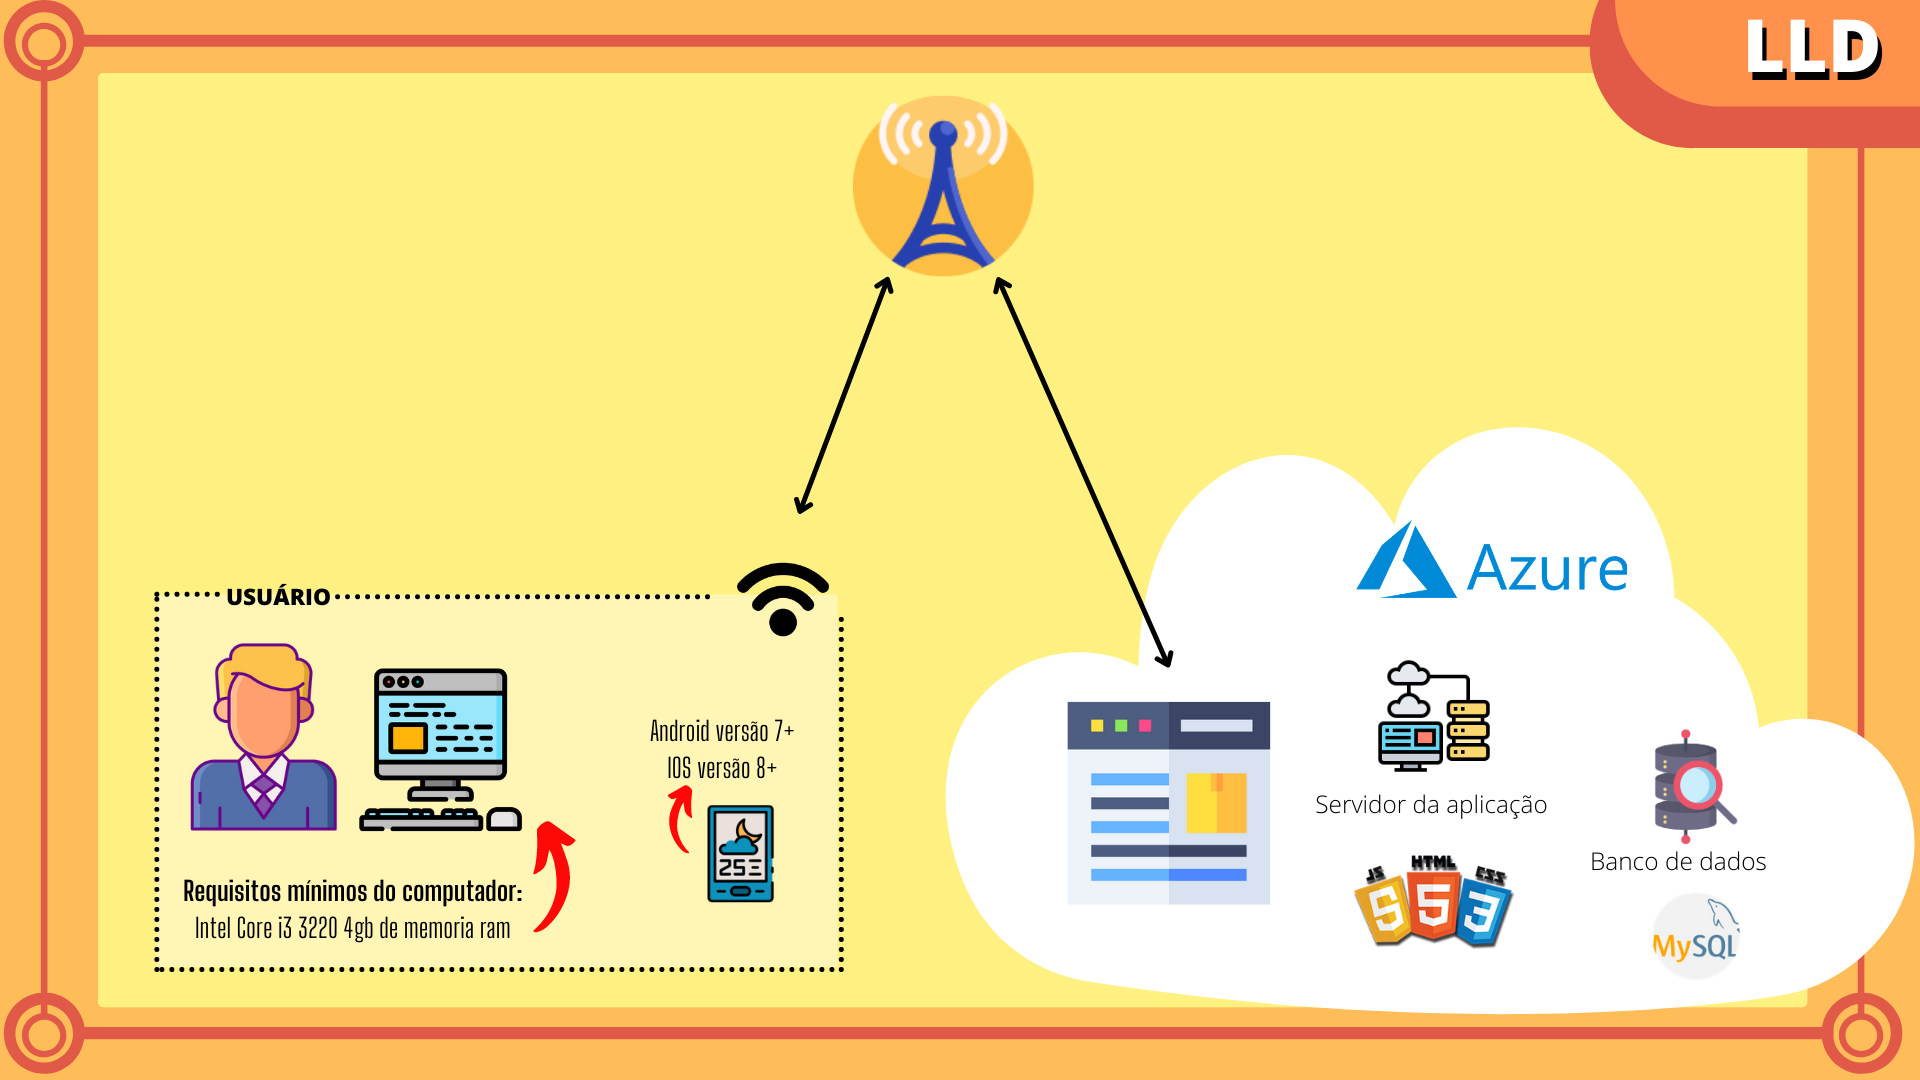 LLD
Azure
USUÁRIO
Android versão 7+
IOS versão 8+
25
Servidor da aplicação
Banco de dados
JS HTML CSS
5 3
MySQL
Requisitos mínimos do computador:
Intel Core i3 3220 4gb de memoria ram